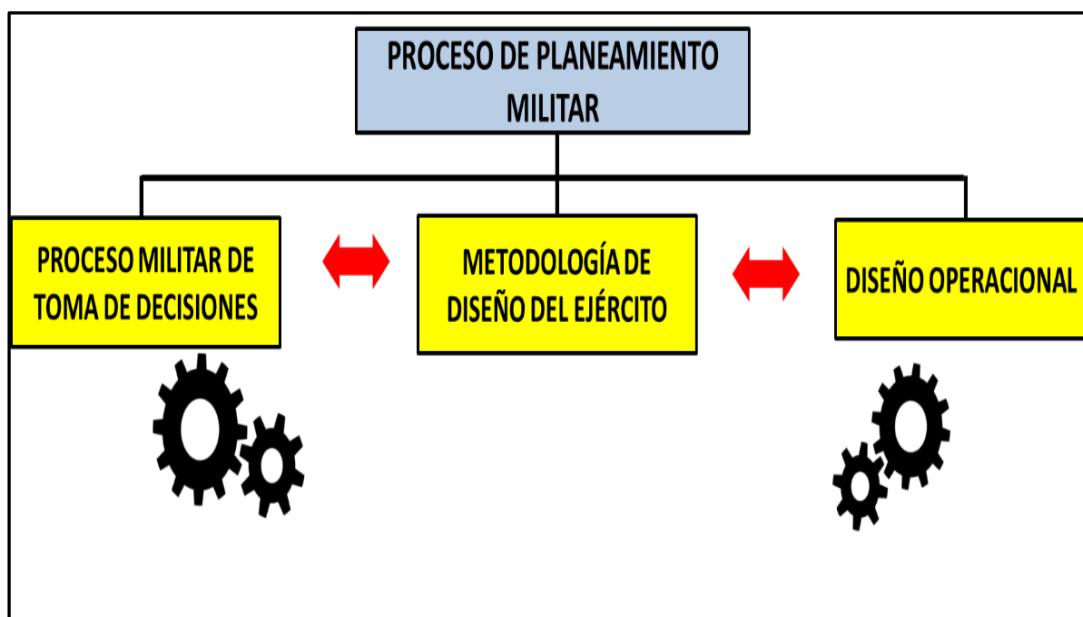 PROCESO DE PLANEAMIENTO
MILITAR
PROCESO MILITAR DE
TOMA DE DECISIONES
METODOLOGÍA DE
DISEÑO DEL EJÉRCITO
DISEÑO OPERACIONAL